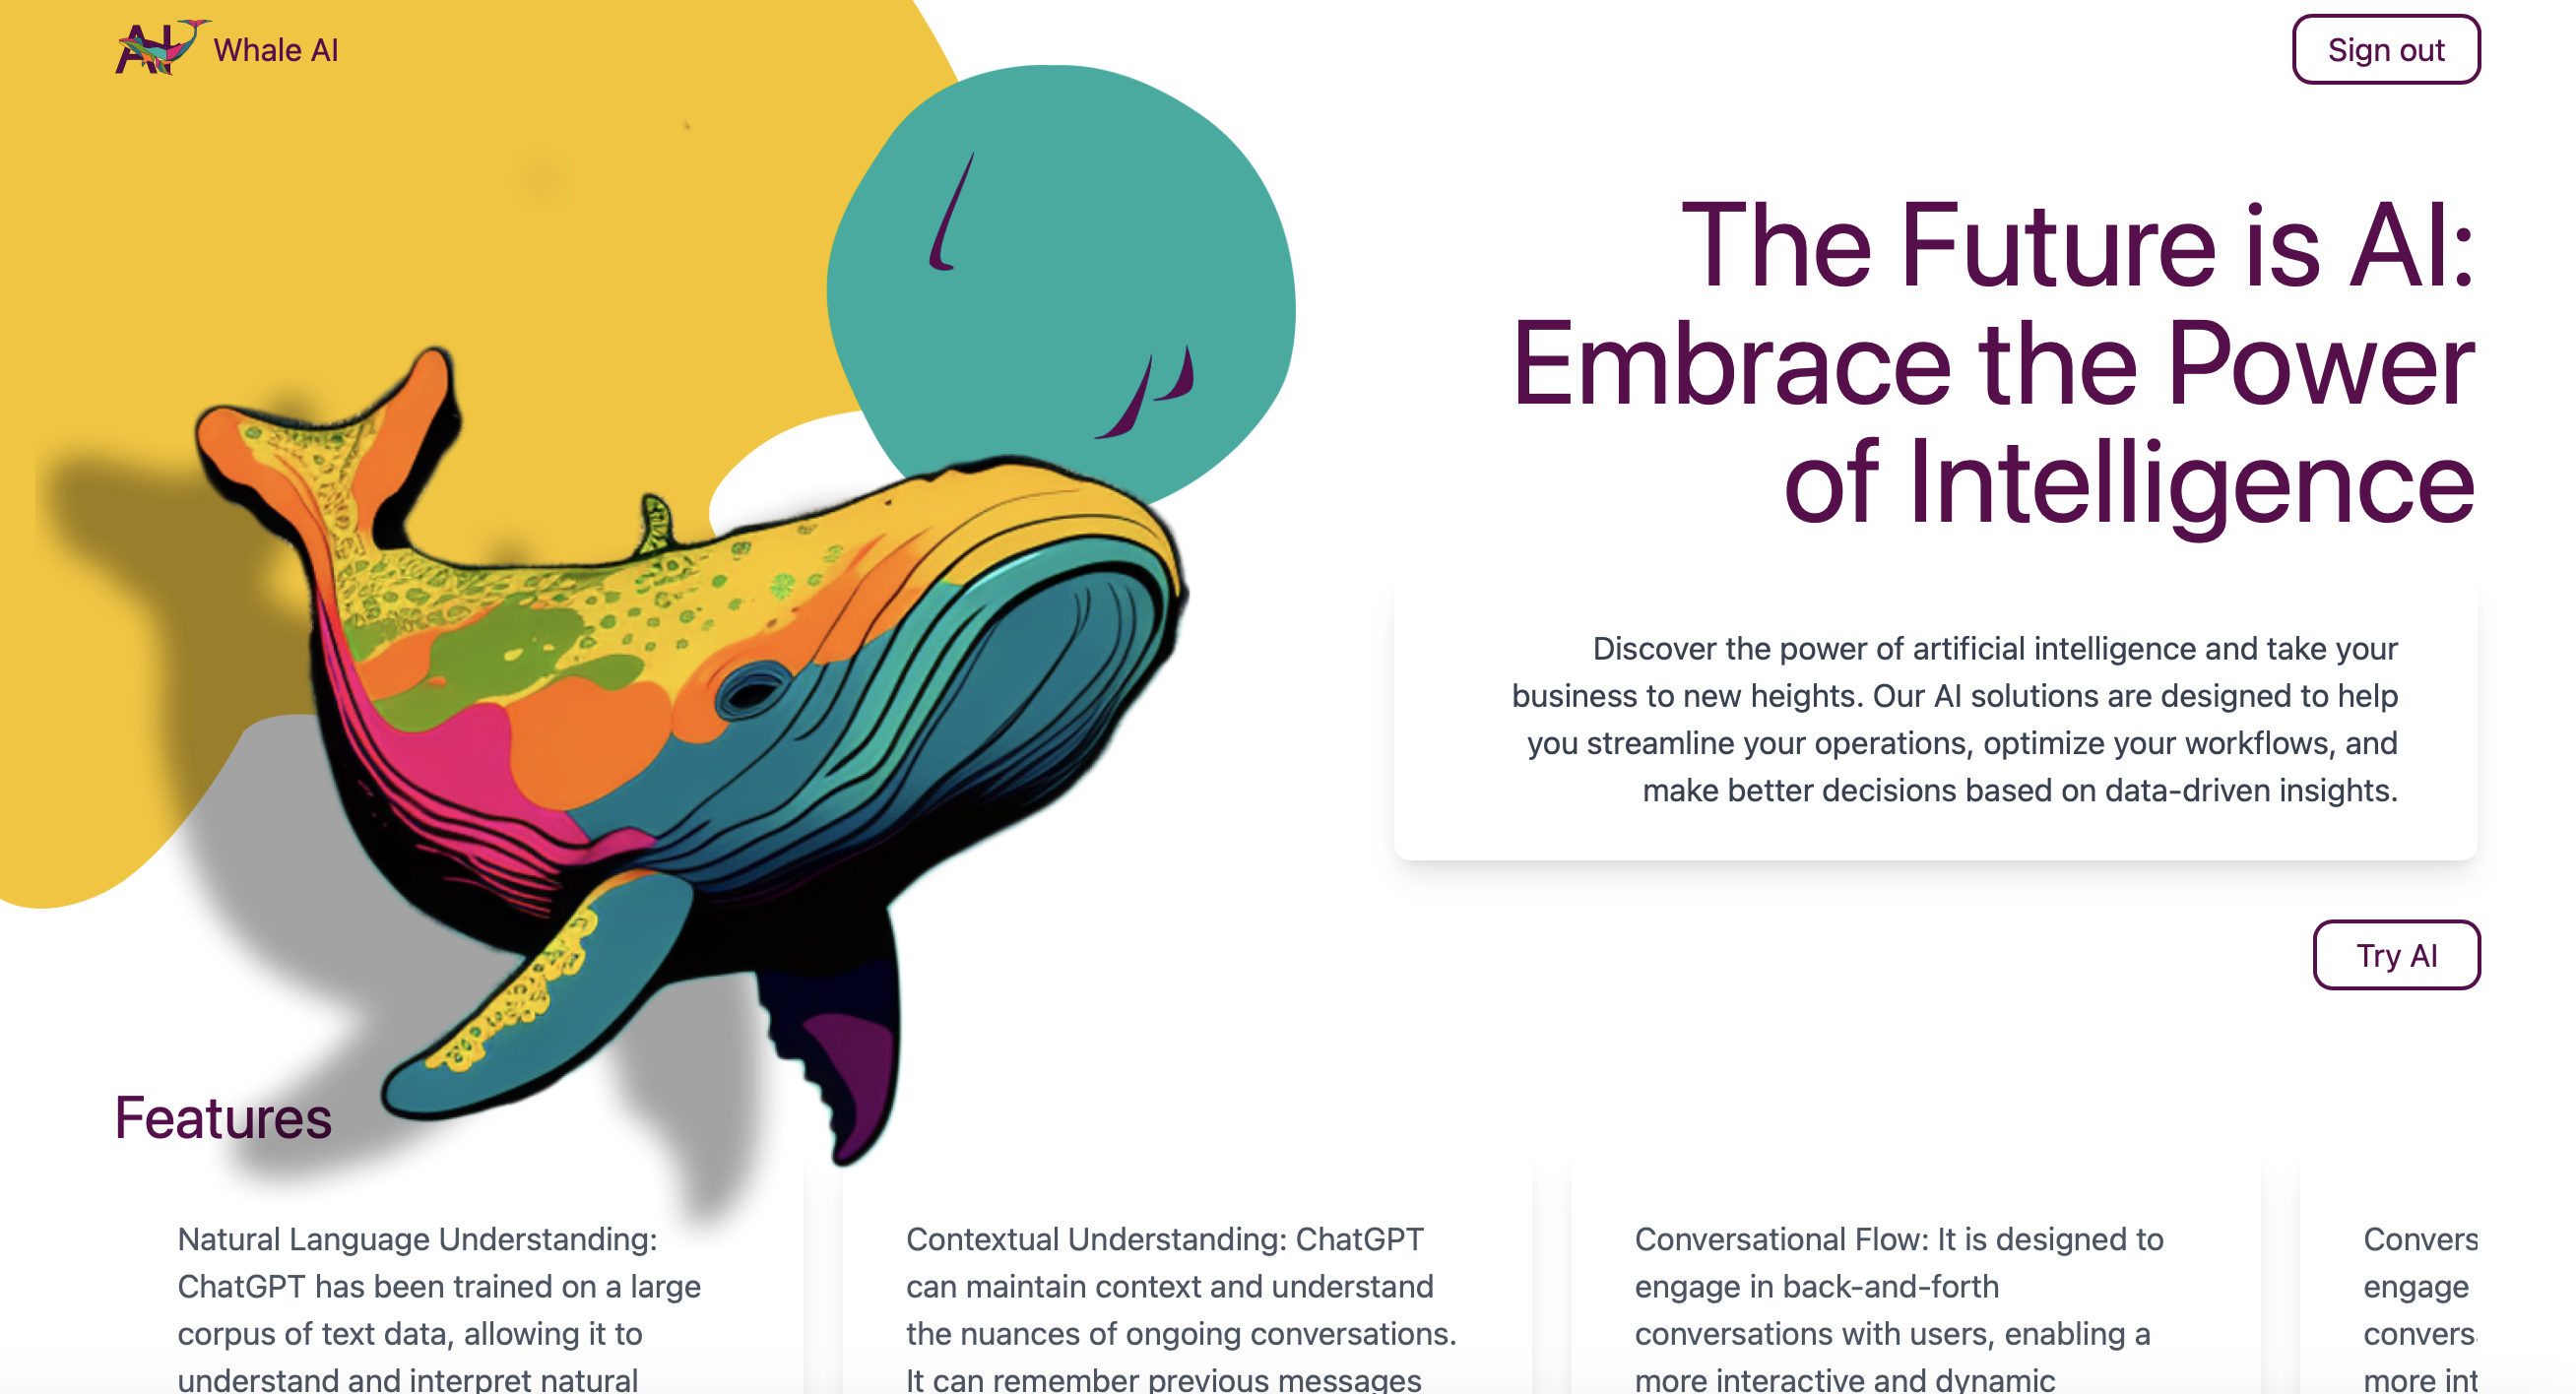 AI Whale AI
Sign out
The Future is AI:
Embrace the Power
of Intelligence
Discover the power of artificial intelligence and take your
business to new heights. Our AI solutions are designed to help
you streamline your operations, optimize your workflows, and
make better decisions based on data-driven insights.
Try AI
Features
Natural Language Understanding:
ChatGPT has been trained on a large
corpus of text data, allowing it to
understand and interpret natural
Contextual Understanding: ChatGPT
can maintain context and understand
the nuances of ongoing conversations.
It can remember previous messages
Conversational Flow: It is designed to
engage in back-and-forth
conversations with users, enabling a
more interactive and dynamic
Convers
engage
convers
more int